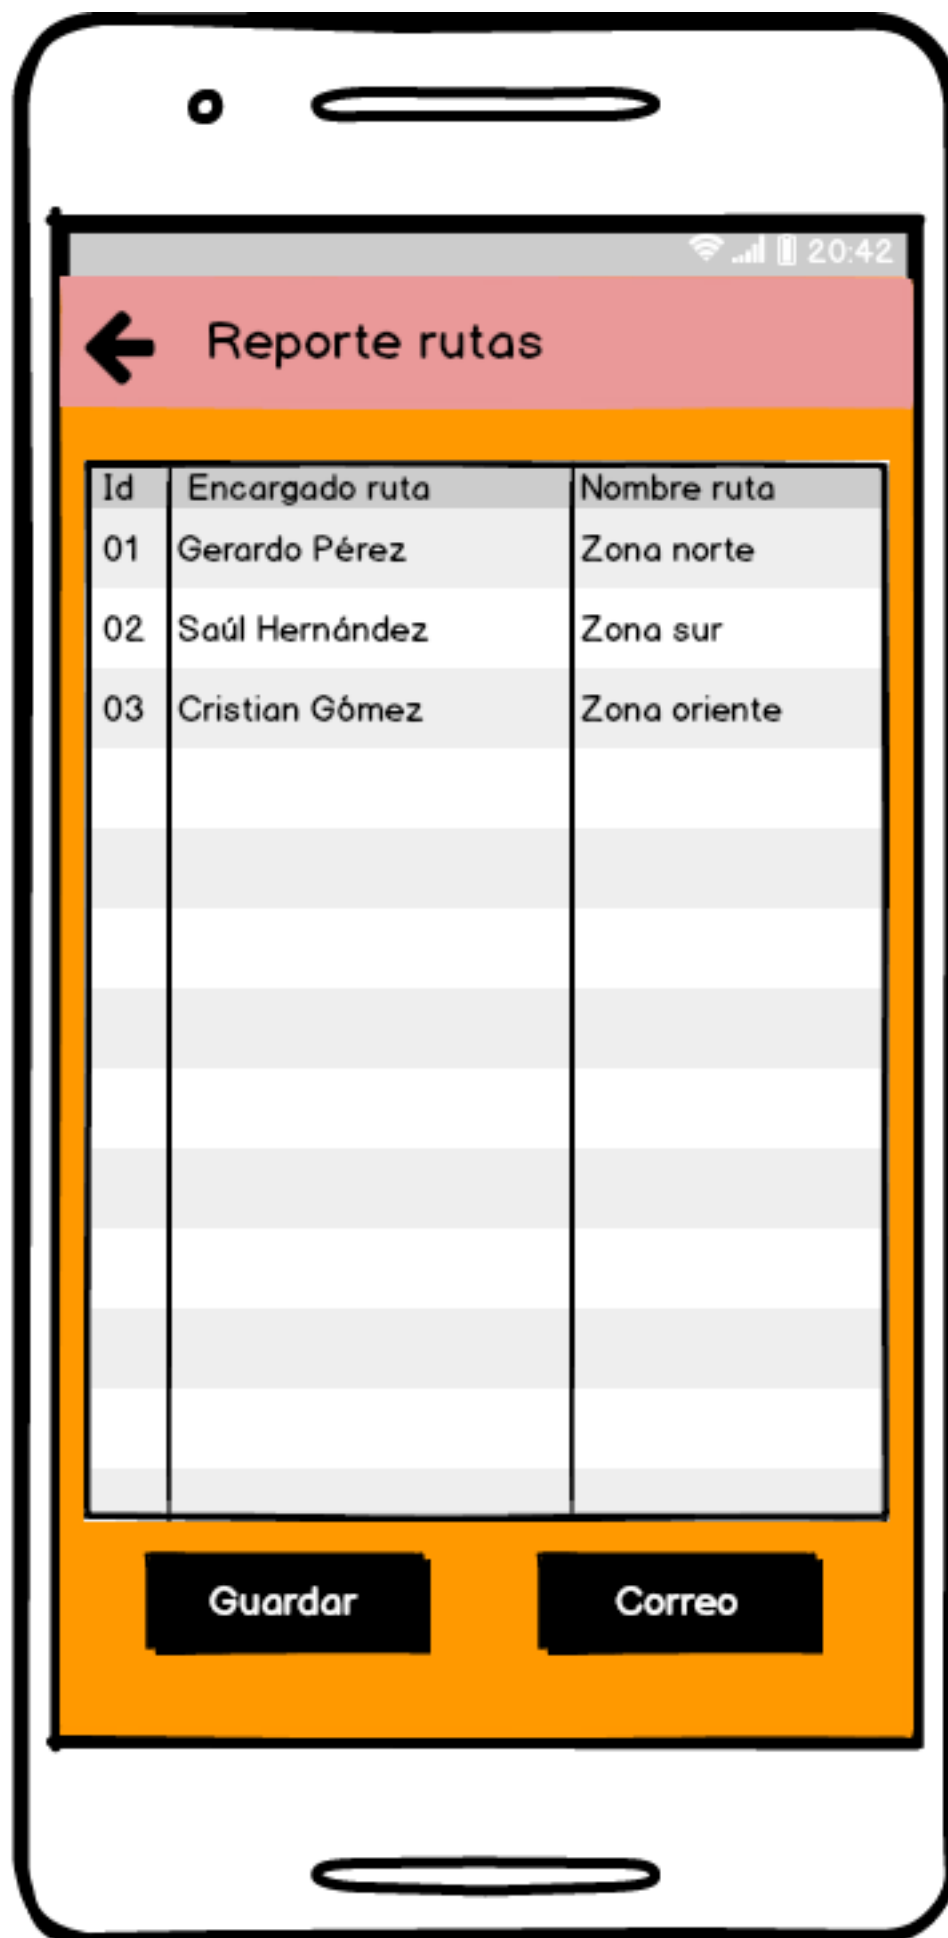 20:42
Reporte rutas
Id Encargado ruta Nombre ruta
01 Gerardo Pérez Zona norte
02 Saúl Hernández Zona sur
03 Cristian Gómez Zona oriente
Guardar Correo